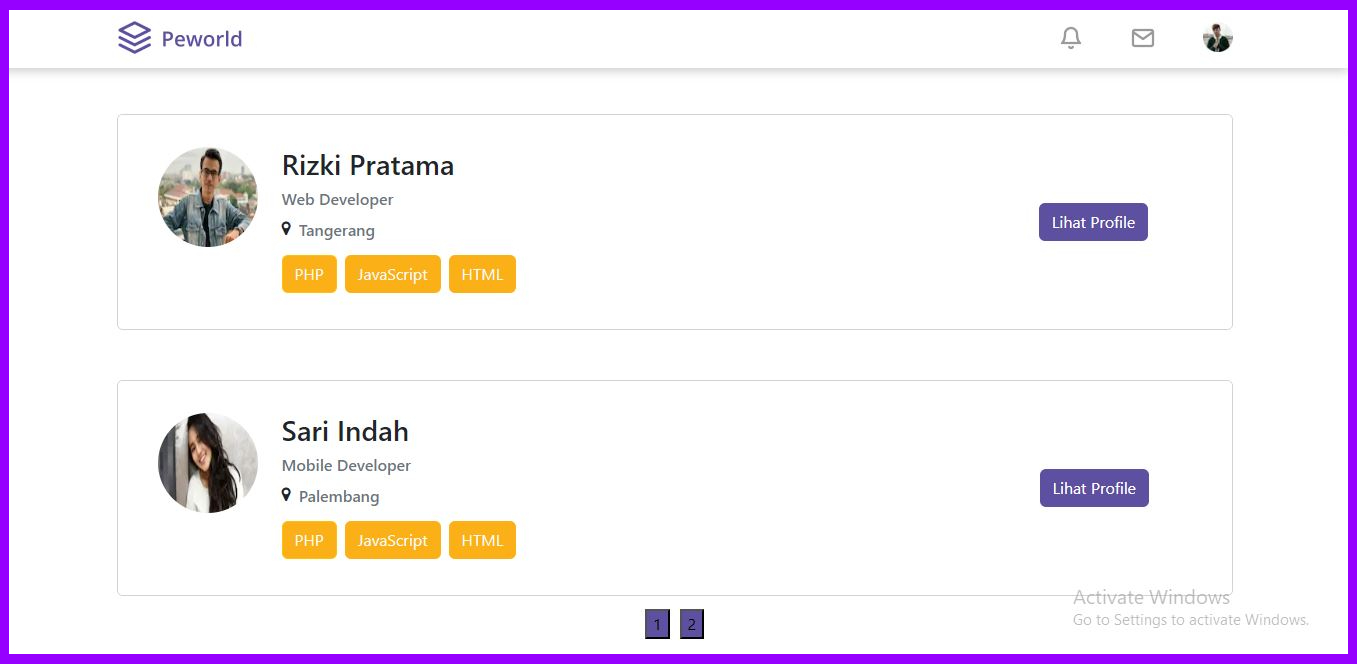 Peworld
Rizki Pratama
Web Developer
Tangerang
Lihat Profile
PHP JavaScript HTML
Sari Indah
Mobile Developer
Palembang
Lihat Profile
PHP JavaScript HTML
1 2
Activate Windows
Go to Settings to activate Windows.